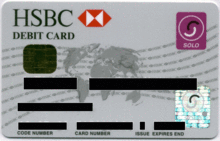 HSBC
DEBIT CARD
SOLO
CODE NUMBER CARD NUMBER ISSUE EXPIRES END